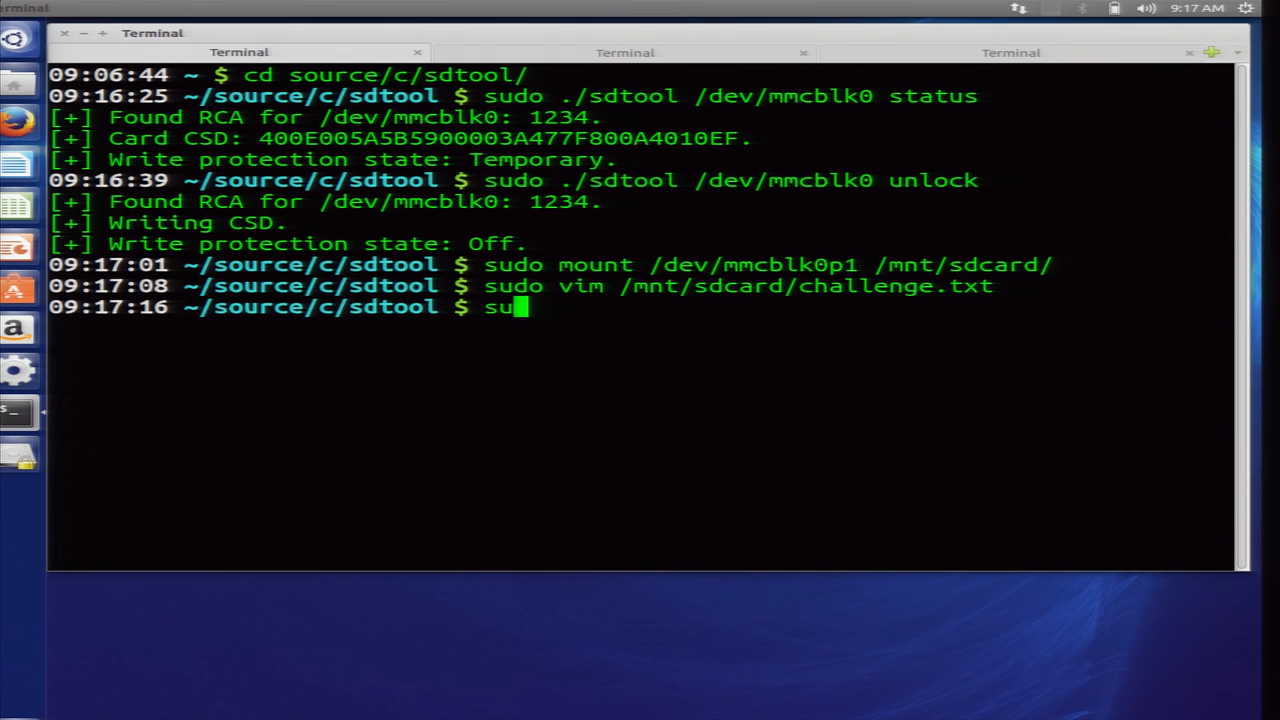 erminal
9:17 AM
Terminal
Terminal
Terminal
Terminal
09:06:44 ~ $ cd source/c/sdtool/
09:16:25 ~/source/c/sdtool $ sudo ./sdtool /dev/mmcblk0 status
[+] Found RCA for /dev/mmcblk0: 1234.
[+] Card CSD: 400E005A5B5900003A477F800A4010EF.
[+] Write protection state: Temporary.
09:16:39 ~/source/c/sdtool $ sudo ./sdtool /dev/mmcblk0 unlock
[+] Found RCA for /dev/mmcblk0: 1234.
[+] Writing CSD.
[+] Write protection state: Off.
09:17:01 ~/source/c/sdtool $ sudo mount /dev/mmcblk0p1 /mnt/sdcard/
09:17:08 ~/source/c/sdtool $ sudo vim /mnt/sdcard/challenge.txt
09:17:16 ~/source/c/sdtool $ su